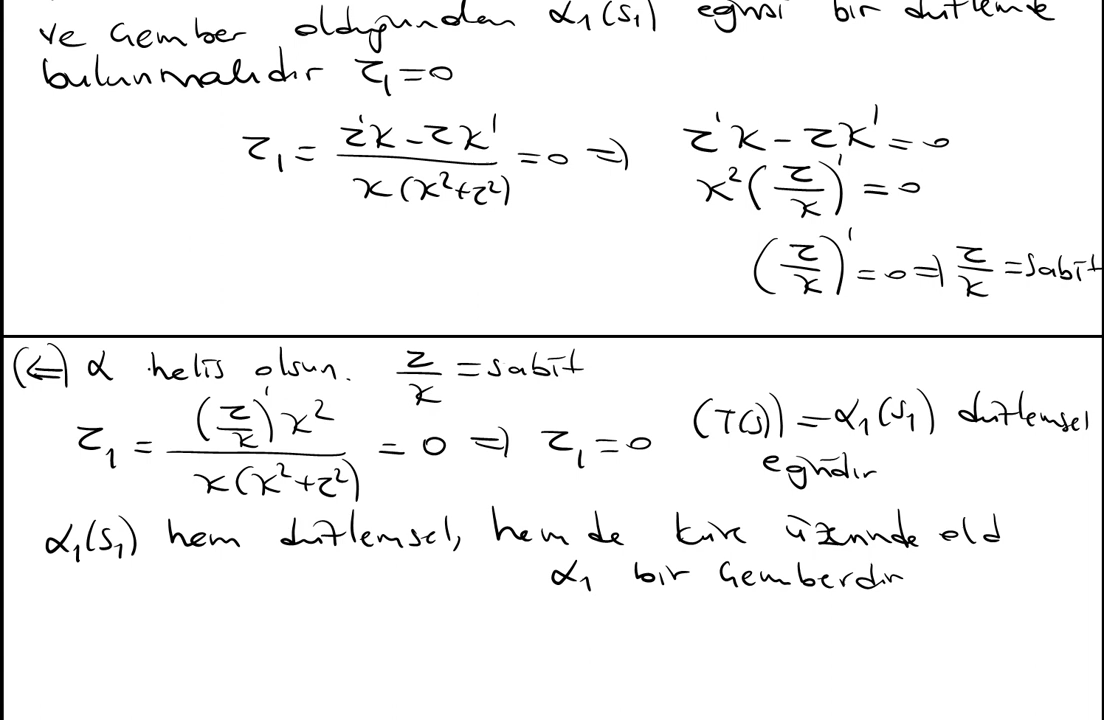 ve Çember olduğundan α₁(s₁) eğrisi bir düzlemde
bulunmalıdır τ₁=0
τ₁ = (τ'κ - τκ') / (κ(κ²+τ²)) = 0 ⇒ τ'κ - τκ' = 0
κ²(τ/κ)' = 0
(τ/κ)' = 0 ⇒ τ/κ = sabit
(⇐) α helis olsun. τ/κ = sabit
τ₁ = ((τ/κ)' κ²) / (κ(κ²+τ²)) = 0 ⇒ τ₁ = 0 (T(s)) = α₁(s₁) düzlemsel
eğridir
α₁(s₁) hem düzlemsel, hem de küre üzerinde old
α₁ bir Çemberdir